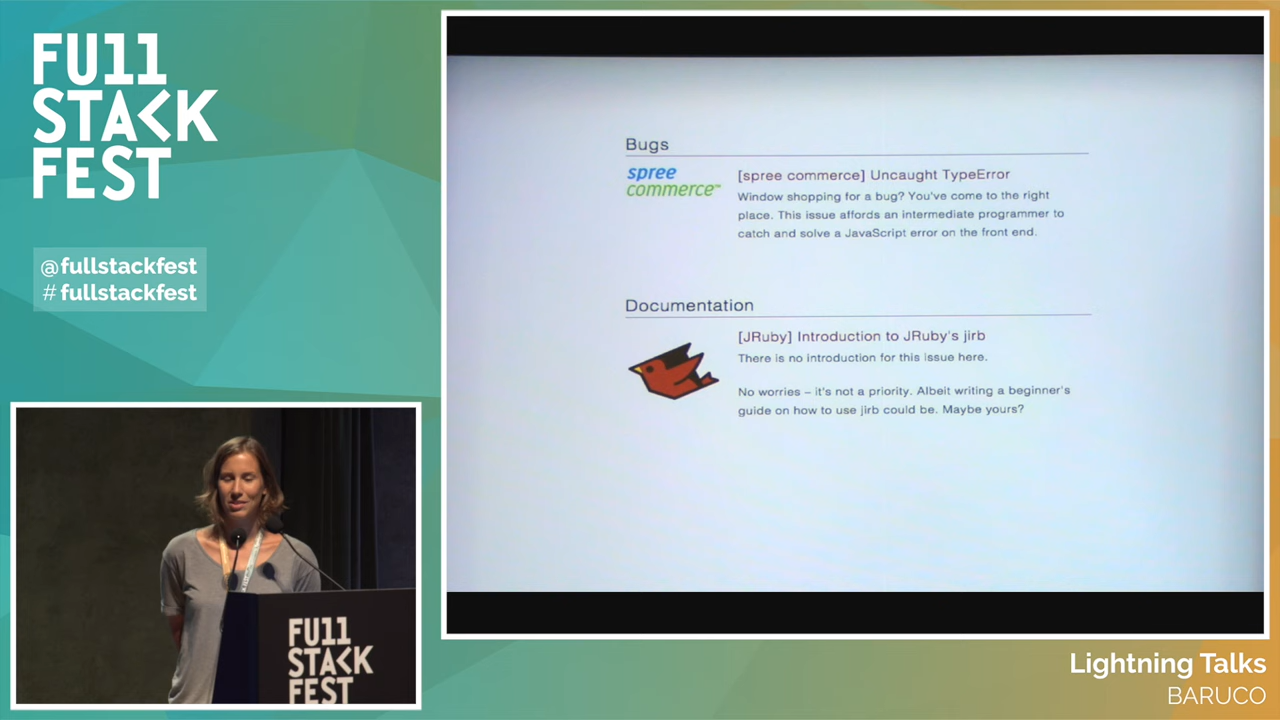 FU11
STACK
FEST
@fullstackfest
# fullstackfest
Bugs
spree
commerce™
[spree commerce] Uncaught TypeError
Window shopping for a bug? You've come to the right
place. This issue affords an intermediate programmer to
catch and solve a JavaScript error on the front end.
Documentation
[JRuby] Introduction to JRuby's jirb
There is no introduction for this issue here.
No worries – it's not a priority. Albeit writing a beginner's
guide on how to use jirb could be. Maybe yours?
FU11
STACK
FEST
Lightning Talks
BARUCO